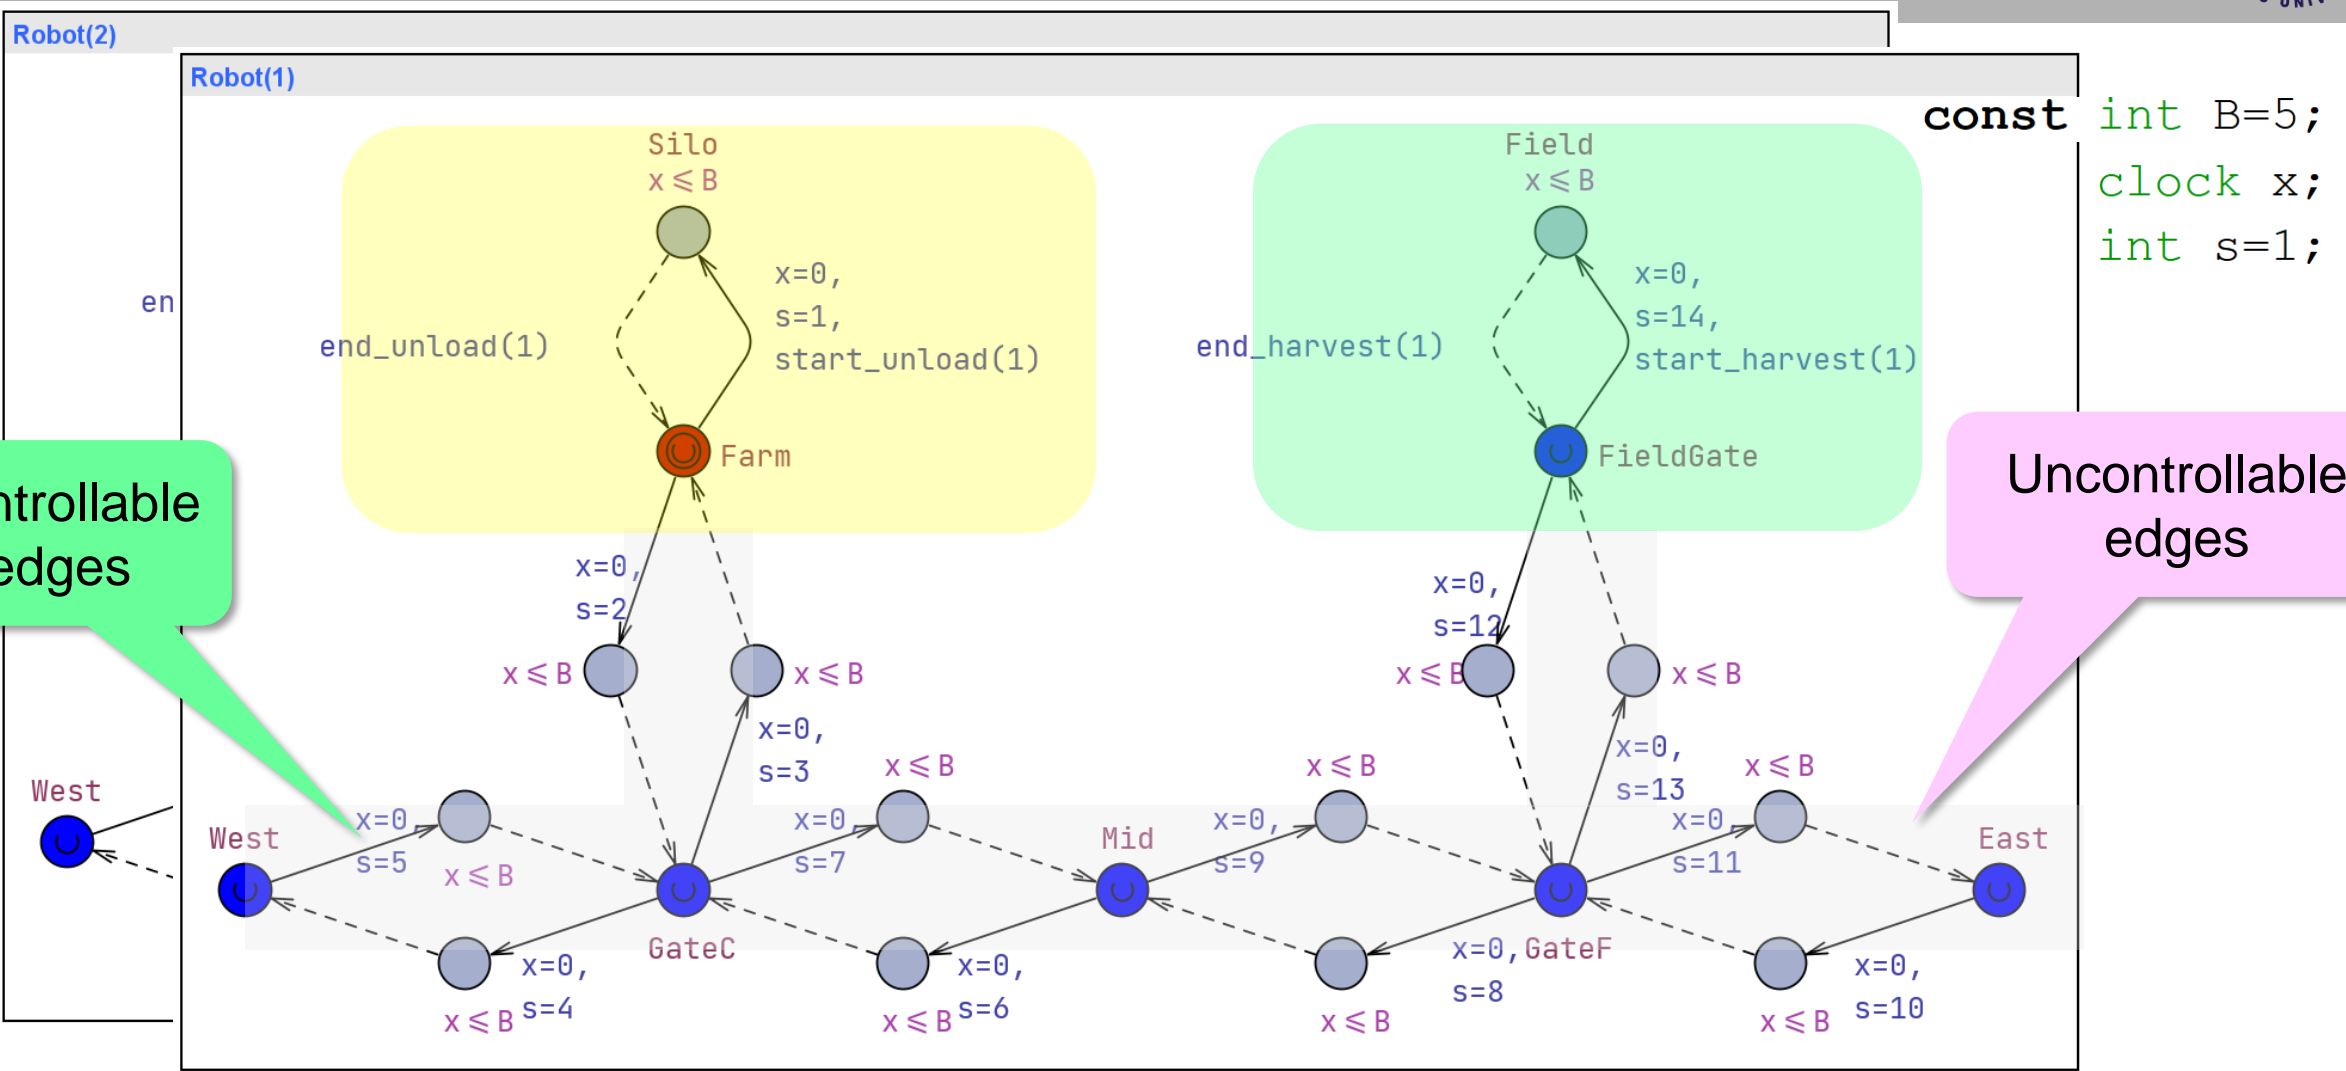 Robot(2)
Robot(1)
const int B=5;
clock x;
int s=1;
Silo
x ⩽ B
Field
x ⩽ B
x=0,
s=1,
start_unload(1)
end_unload(1)
x=0,
s=14,
start_harvest(1)
end_harvest(1)
en
Farm
FieldGate
edges
Uncontrollable
edges
x=0,
s=2
x=0,
s=12
x ⩽ B
x ⩽ B
x ⩽ B
x ⩽ B
x=0,
s=3
x=0,
s=13
x ⩽ B
x ⩽ B
x ⩽ B
West
West
x=0,
s=5
x ⩽ B
x=0,
s=7
Mid
x=0,
s=9
x=0,
s=11
East
GateC
x=0,
s=4
x ⩽ B
x=0,
s=6
x ⩽ B
x=0,
s=8
GateF
x ⩽ B
x=0,
s=10
x ⩽ B